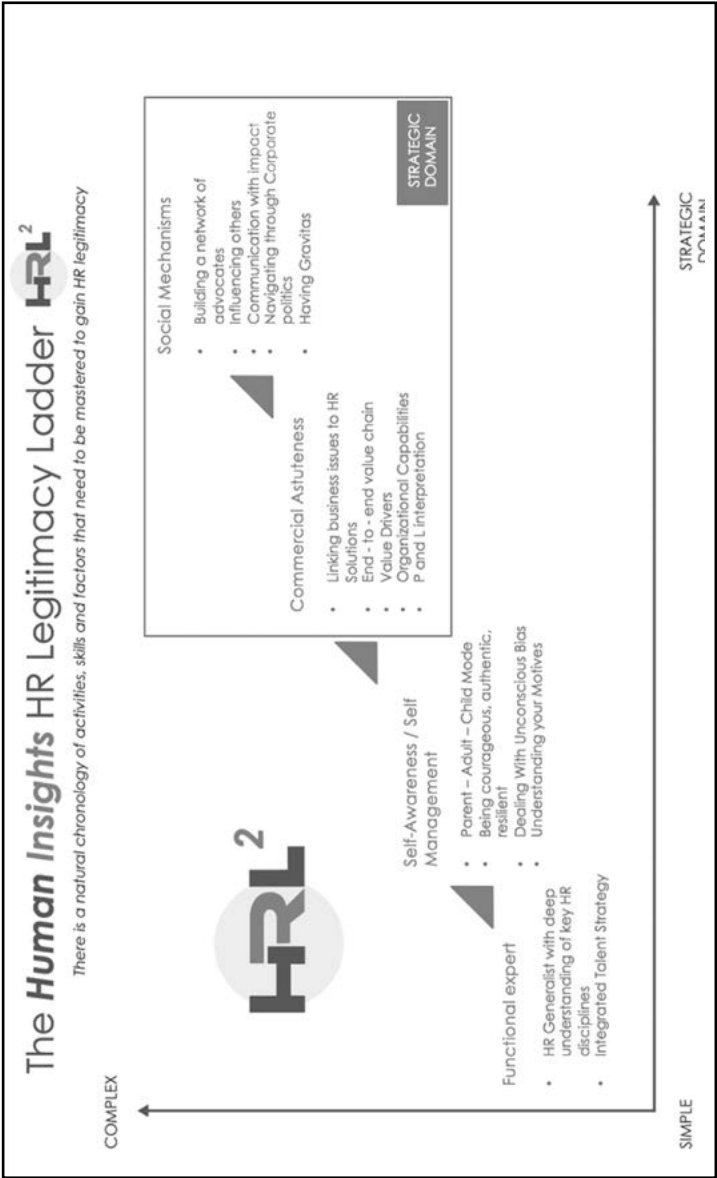 The Human Insights HR Legitimacy Ladder HRL2
There is a natural chronology of activities, skills and factors that need to be mastered to gain HR legitimacy
COMPLEX
HRL2
Social Mechanisms
• Building a network of
advocates
• Influencing others
• Communication with impact
• Navigating through Corporate
politics
• Having Gravitas
STRATEGIC
DOMAIN
Commercial Astuteness
• Linking business issues to HR
Solutions
• End - to - end value chain
• Value Drivers
• Organizational Capabilities
• P and L interpretation
Self-Awareness / Self
Management
• Parent – Adult – Child Mode
• Being courageous, authentic,
resilient
• Dealing With Unconscious Bias
• Understanding your Motives
Functional expert
• HR Generalist with deep
understanding of key HR
disciplines
• Integrated Talent Strategy
SIMPLE
STRATEGIC
DOMAIN